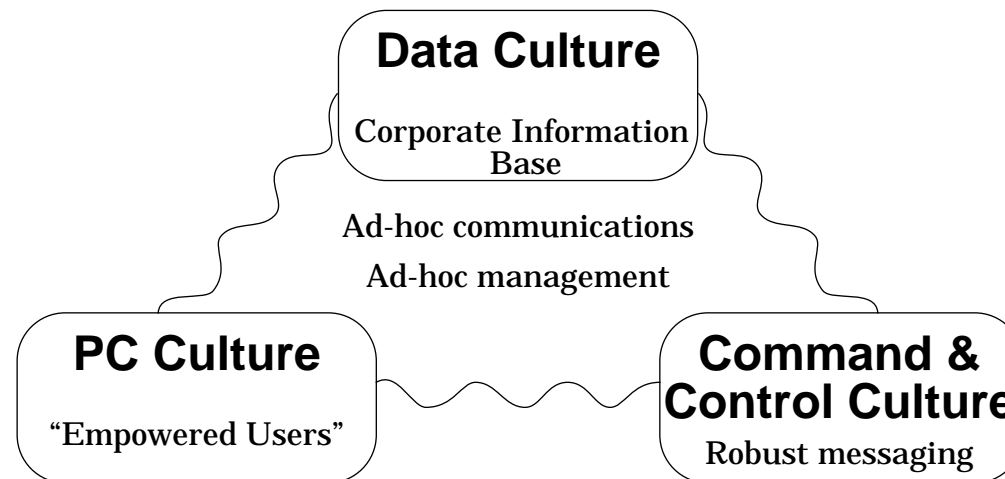 Data Culture
Corporate Information
Base
Ad-hoc communications
Ad-hoc management
PC Culture
“Empowered Users”
Command &
Control Culture
Robust messaging